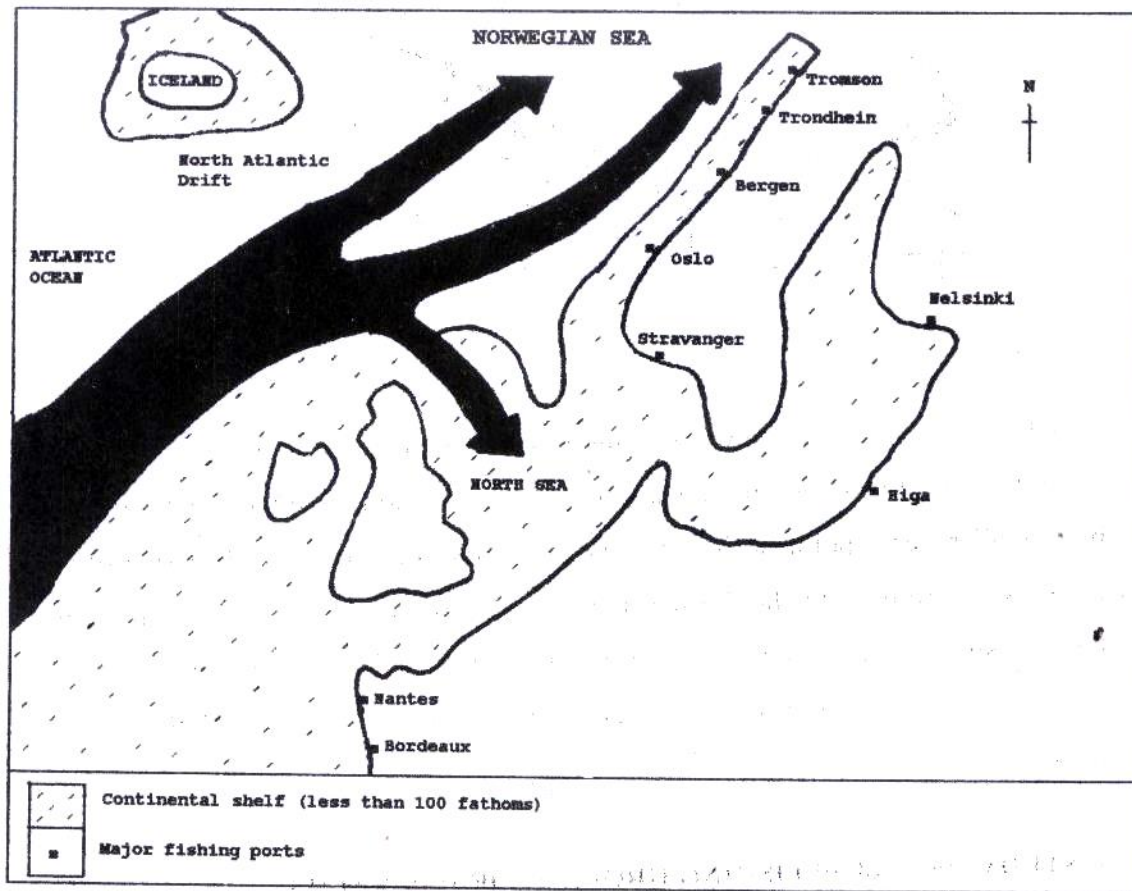 NORWEGIAN SEA
ICELAND
N
Tromson
Trondhein
North Atlantic
Drift
Bergen
ATLANTIC
OCEAN
Oslo
Helsinki
Stravanger
NORTH SEA
Higa
Nantes
Bordeaux
Continental shelf (less than 100 fathoms)
Major fishing ports